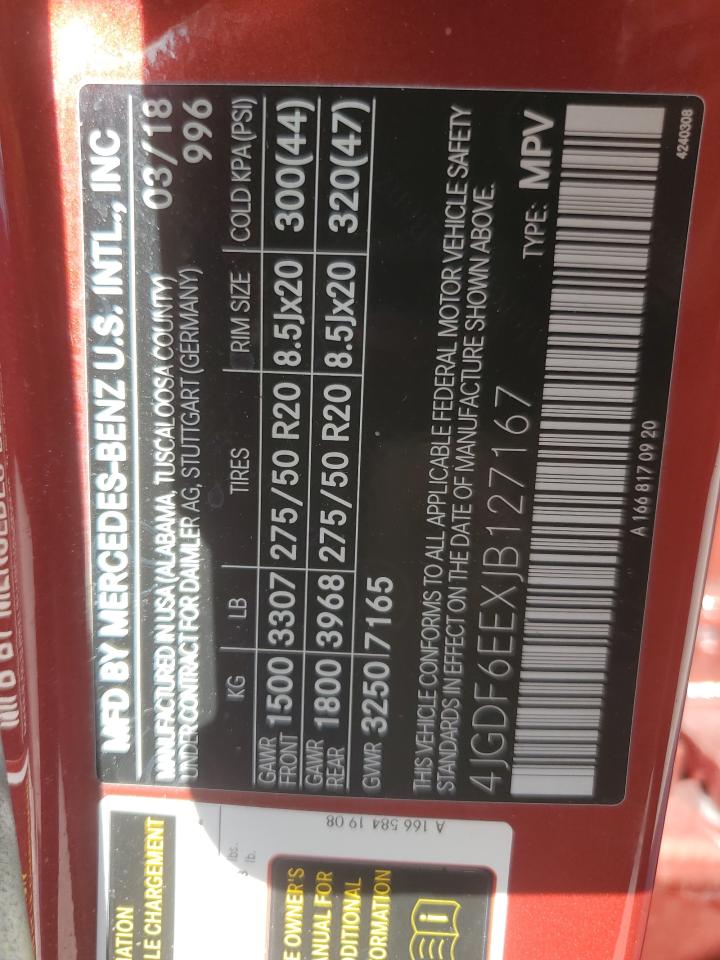 MFD BY MERCEDES-BENZ U.S. INTL., INC
MANUFACTURED IN USA (ALABAMA, TUSCALOOSA COUNTY) 03/18
UNDER CONTRACT FOR DAIMLER AG, STUTTGART (GERMANY) 996
KG LB TIRES RIM SIZE COLD KPA(PSI)
GAWR FRONT 1500 3307 275/50 R20 8.5Jx20 300(44)
GAWR REAR 1800 3968 275/50 R20 8.5Jx20 320(47)
GVWR 3250 7165
THIS VEHICLE CONFORMS TO ALL APPLICABLE FEDERAL MOTOR VEHICLE SAFETY
STANDARDS IN EFFECT ON THE DATE OF MANUFACTURE SHOWN ABOVE.
4JGDF6EEXJB127167 TYPE: MPV
A 166 817 09 20
4240308
A 166 584 19 08
LE CHARGEMENT
lbs.
lb.
OWNER'S
FOR